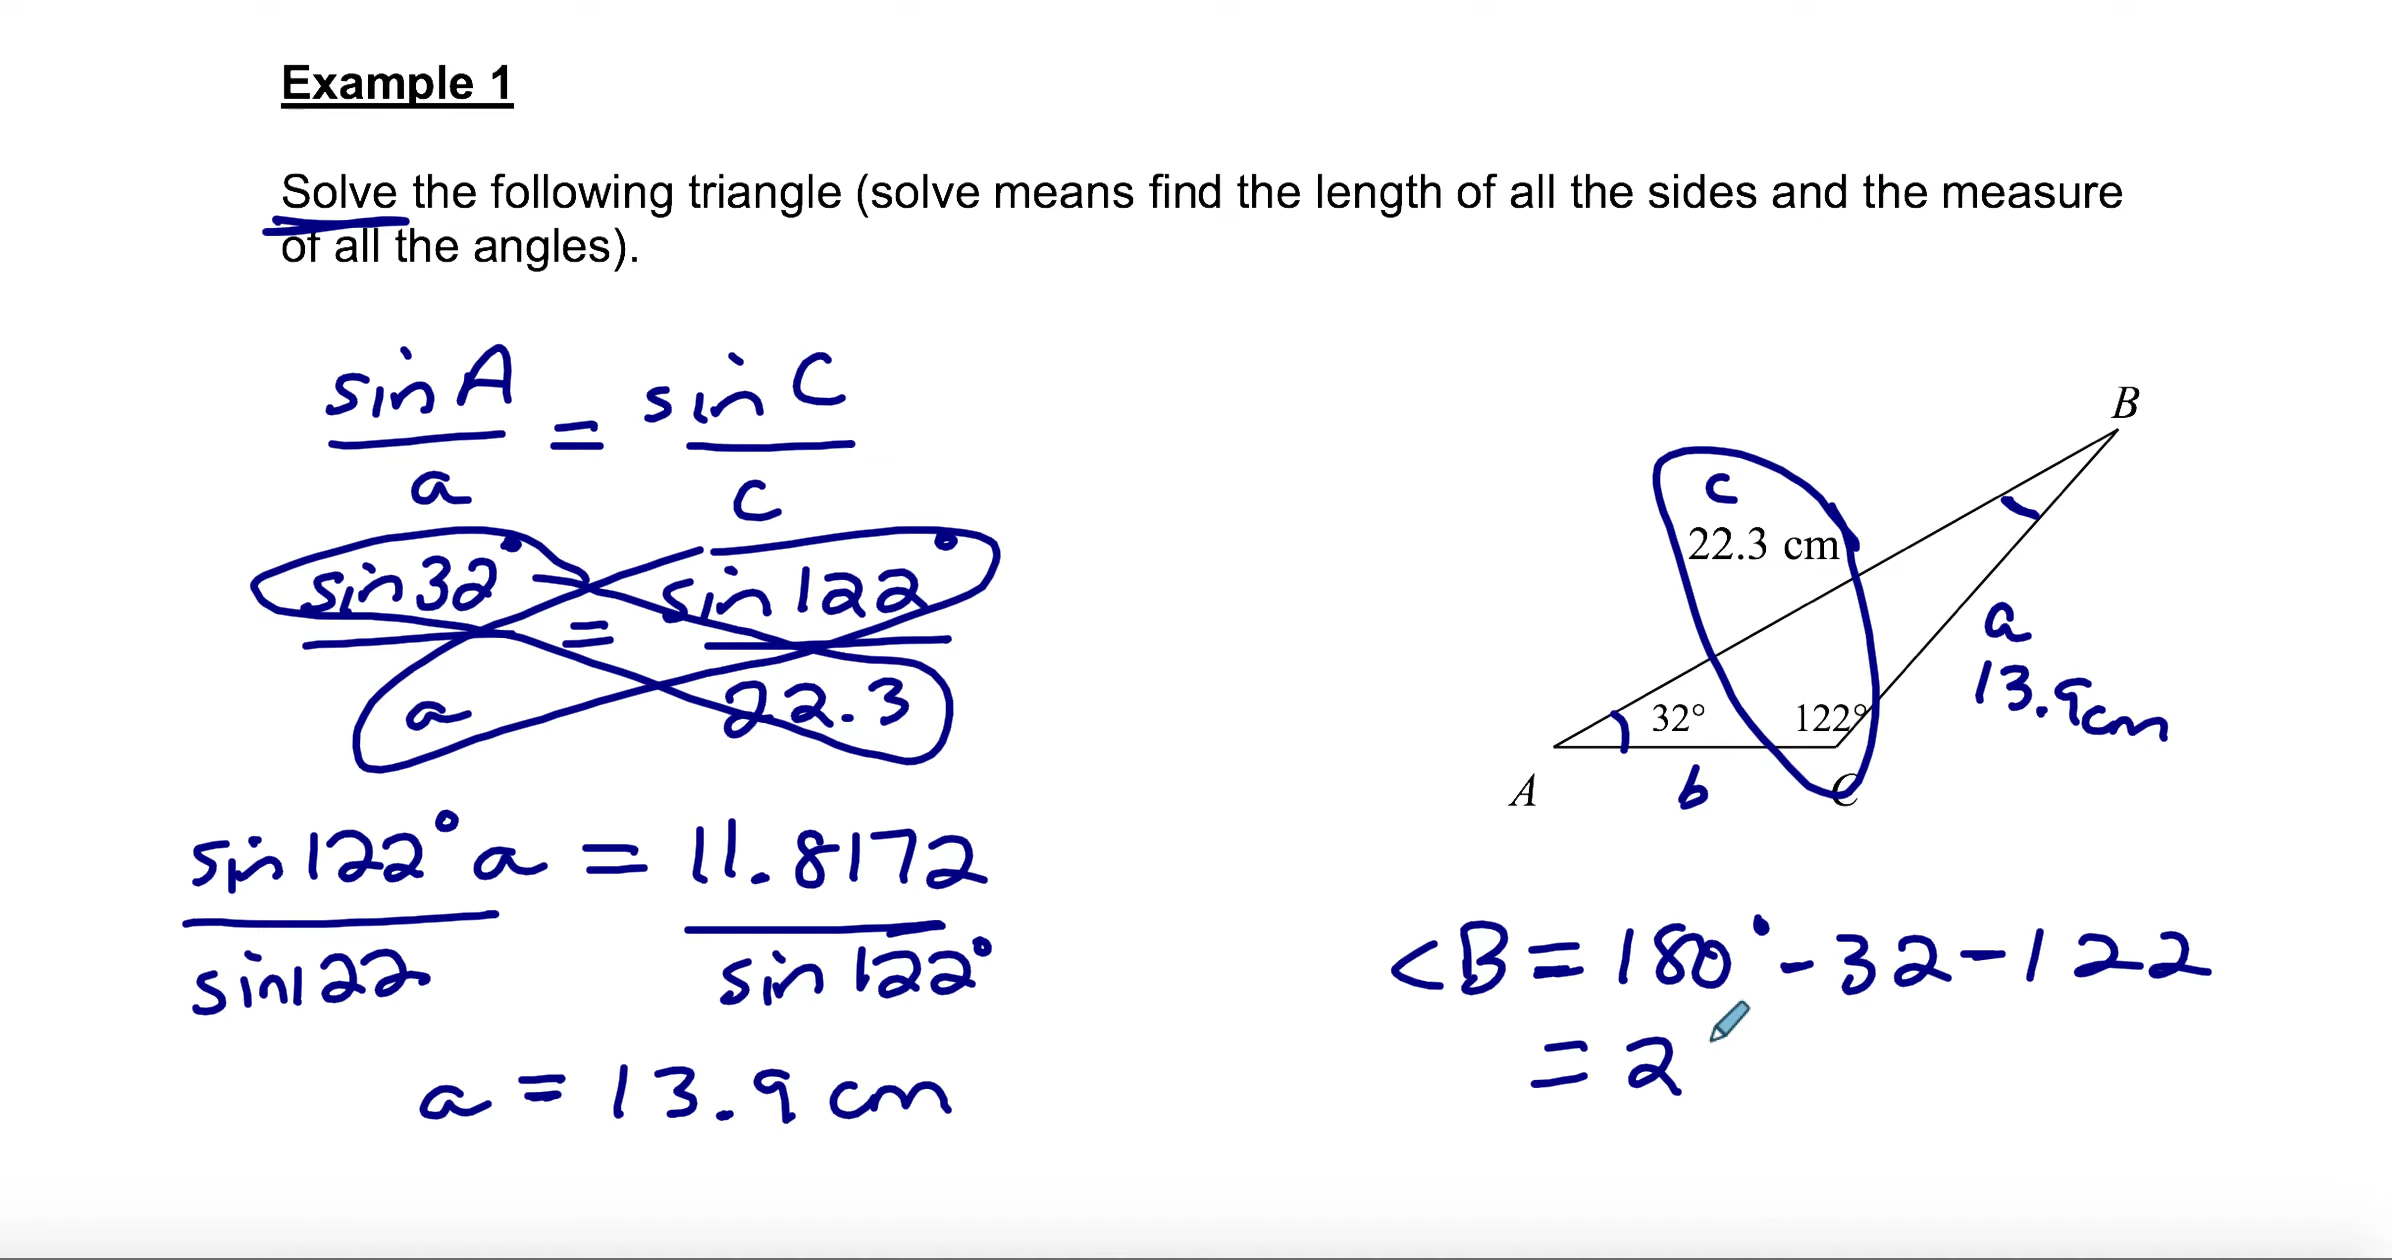 Example 1
Solve the following triangle (solve means find the length of all the sides and the measure
of all the angles).
sin A / a = sin C / c
sin 32° / a = sin 122° / 22.3
sin 122° a / sin 122 = 11.8172 / sin 122°
a = 13.9 cm
B
c
22.3 cm
a
13.9cm
32° 122°
A b C
<B = 180° - 32 - 122
= 2